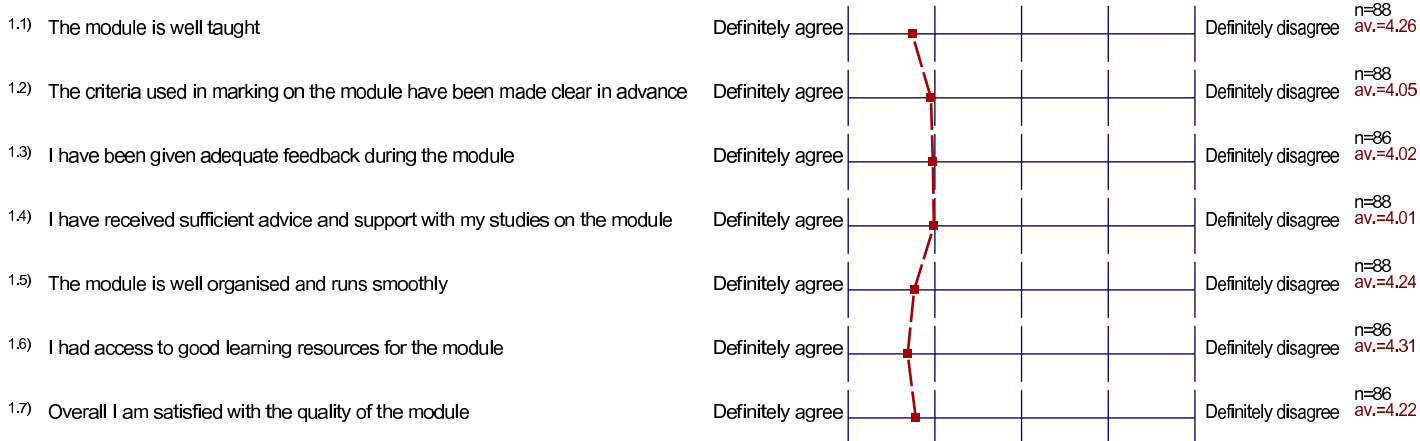 1.1) The module is well taught Definitely agree Definitely disagree n=88 av.=4.26
1.2) The criteria used in marking on the module have been made clear in advance Definitely agree Definitely disagree n=88 av.=4.05
1.3) I have been given adequate feedback during the module Definitely agree Definitely disagree n=86 av.=4.02
1.4) I have received sufficient advice and support with my studies on the module Definitely agree Definitely disagree n=88 av.=4.01
1.5) The module is well organised and runs smoothly Definitely agree Definitely disagree n=88 av.=4.24
1.6) I had access to good learning resources for the module Definitely agree Definitely disagree n=86 av.=4.31
1.7) Overall I am satisfied with the quality of the module Definitely agree Definitely disagree n=86 av.=4.22